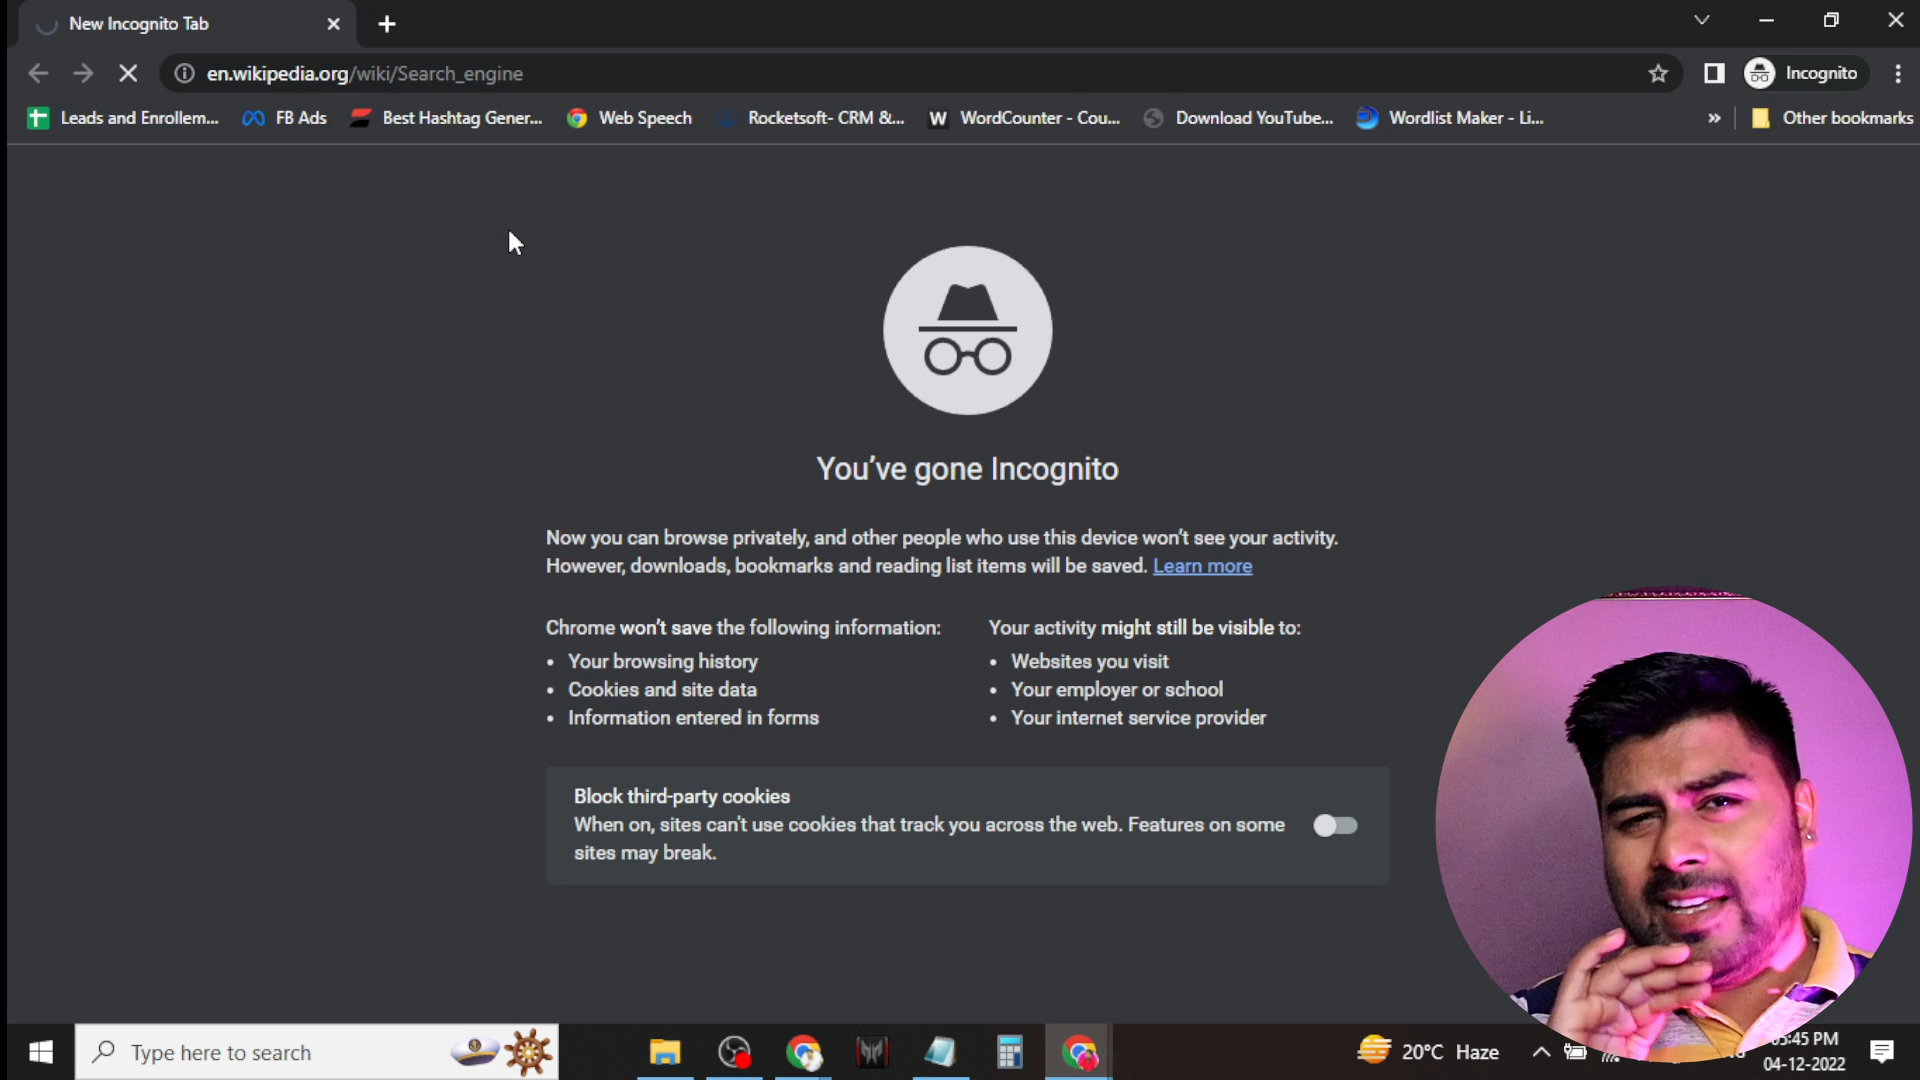 New Incognito Tab
en.wikipedia.org/wiki/Search_engine
Incognito
Leads and Enrollem...
FB Ads
Best Hashtag Gener...
Web Speech
Rocketsoft- CRM &...
W
WordCounter - Cou...
Download YouTube...
Wordlist Maker - Li...
»
Other bookmarks
You've gone Incognito
Now you can browse privately, and other people who use this device won't see your activity.
However, downloads, bookmarks and reading list items will be saved. Learn more
Chrome won't save the following information:
• Your browsing history
• Cookies and site data
• Information entered in forms
Your activity might still be visible to:
• Websites you visit
• Your employer or school
• Your internet service provider
Block third-party cookies
When on, sites can't use cookies that track you across the web. Features on some
sites may break.
Type here to search
20°C Haze
:45 PM
04-12-2022